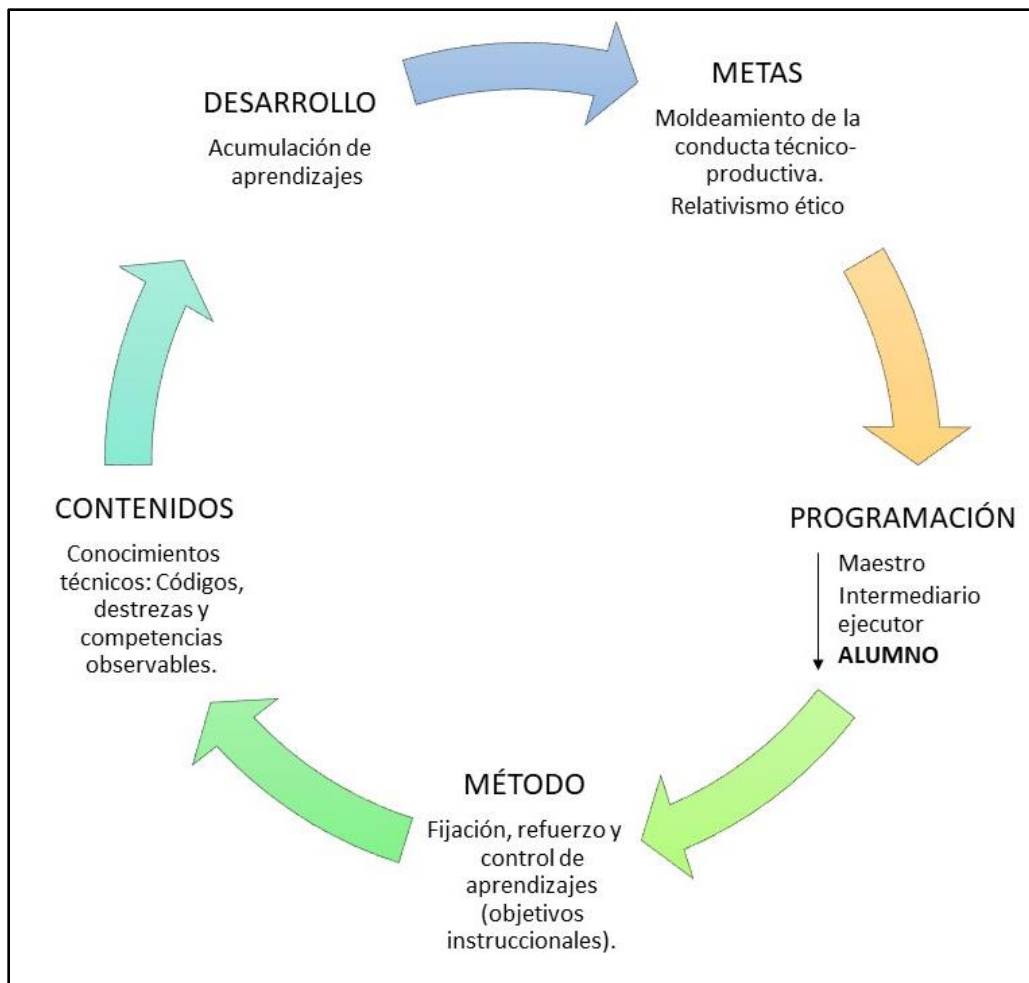 METAS
Moldeamiento de la
conducta técnico-
productiva.
Relativismo ético
PROGRAMACIÓN
Maestro
Intermediario
ejecutor
ALUMNO
MÉTODO
Fijación, refuerzo y
control de
aprendizajes
(objetivos
instruccionales).
CONTENIDOS
Conocimientos
técnicos: Códigos,
destrezas y
competencias
observables.
DESARROLLO
Acumulación de
aprendizajes